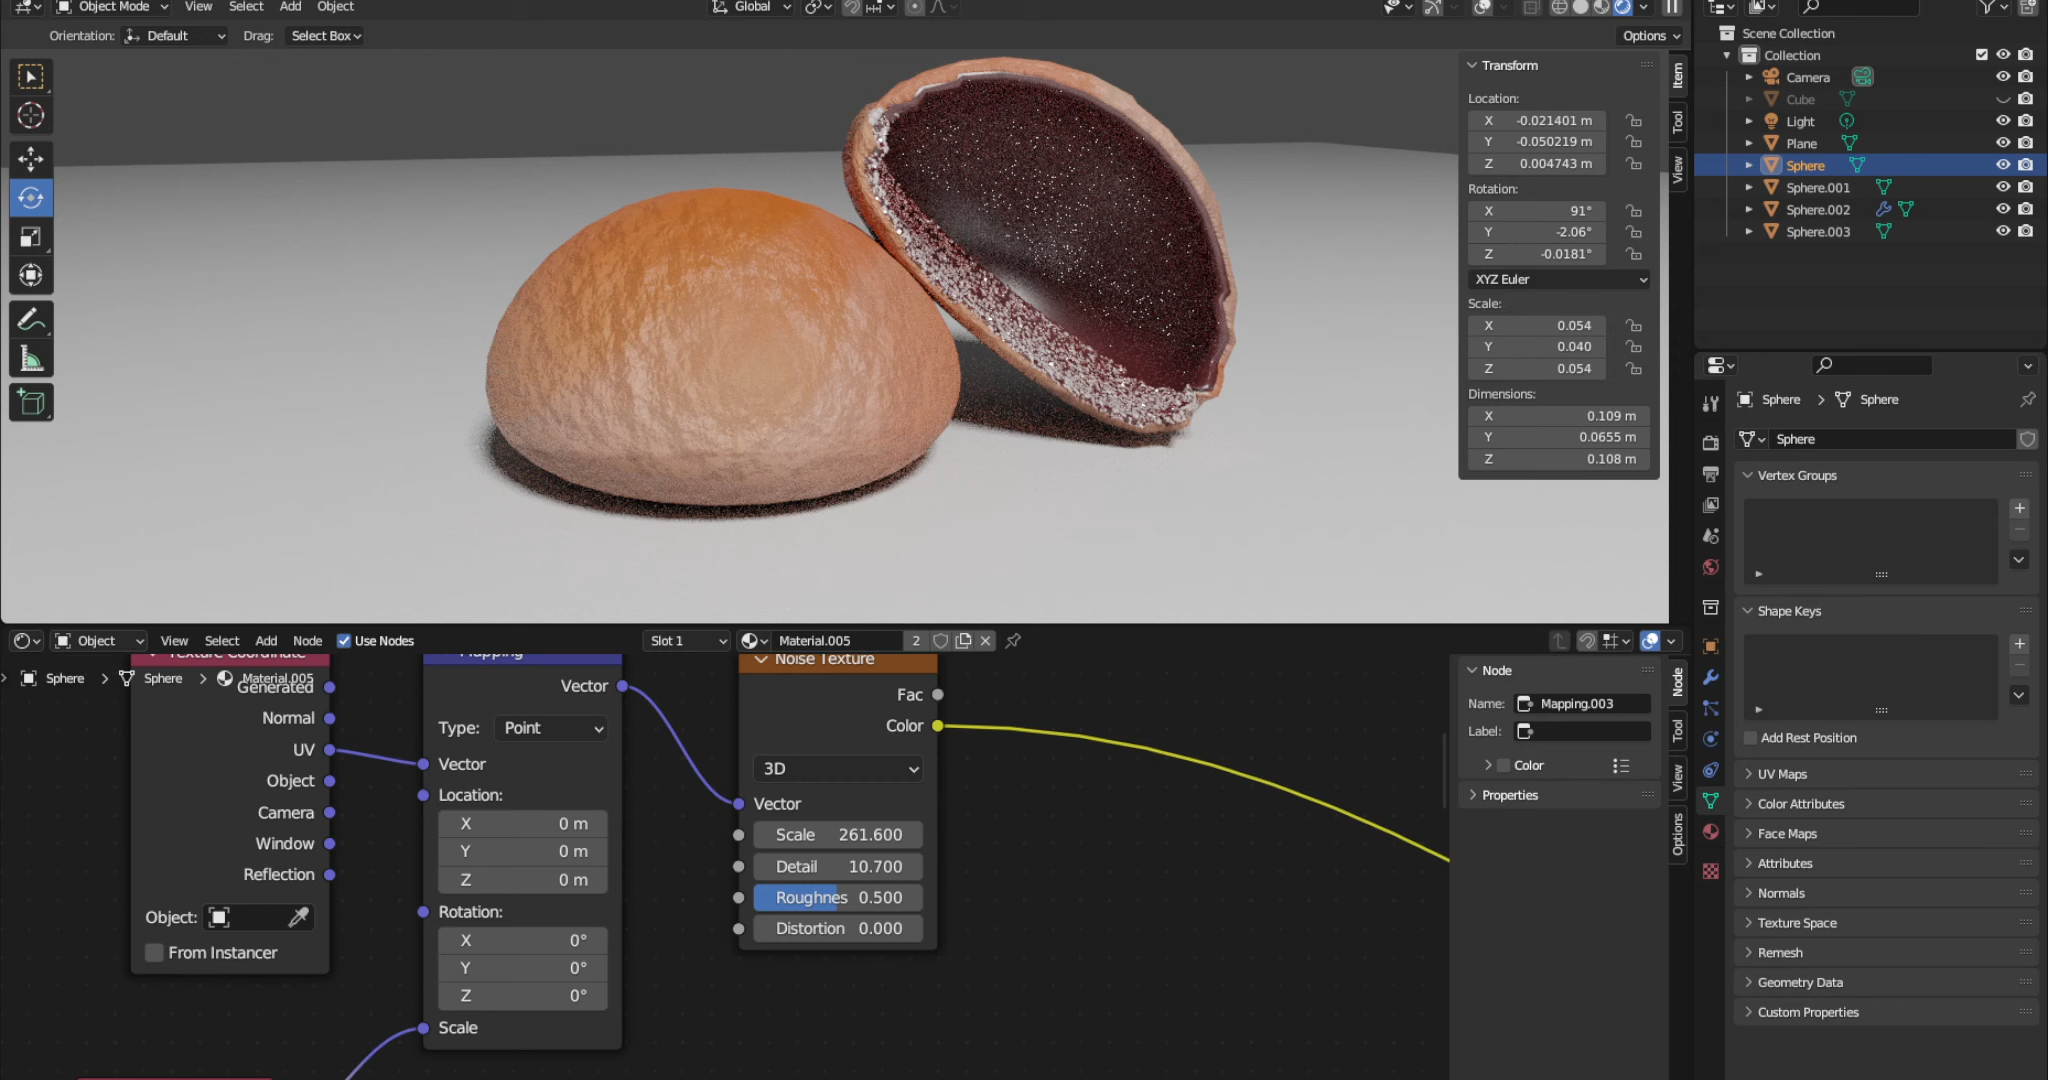 Object Mode
View
Select
Add
Object
Global
Orientation:
Default
Drag:
Select Box
Options
Transform
Location:
X -0.021401 m
Y -0.050219 m
Z 0.004743 m
Rotation:
X 91°
Y -2.06°
Z -0.0181°
XYZ Euler
Scale:
X 0.054
Y 0.040
Z 0.054
Dimensions:
X 0.109 m
Y 0.0655 m
Z 0.108 m
Item
Tool
View
Scene Collection
Collection
Camera
Cube
Light
Plane
Sphere
Sphere.001
Sphere.002
Sphere.003
Sphere
Sphere
Sphere
Vertex Groups
Shape Keys
Add Rest Position
UV Maps
Color Attributes
Face Maps
Attributes
Normals
Texture Space
Remesh
Geometry Data
Custom Properties
Object
View
Select
Add
Node
Use Nodes
Slot 1
Material.005
2
Sphere
Sphere
Material.005
Texture Coordinate
Generated
Normal
UV
Object
Camera
Window
Reflection
Object:
From Instancer
Mapping
Vector
Type:
Point
Vector
Location:
X 0 m
Y 0 m
Z 0 m
Rotation:
X 0°
Y 0°
Z 0°
Scale
Noise Texture
Fac
Color
3D
Vector
Scale 261.600
Detail 10.700
Roughnes 0.500
Distortion 0.000
Node
Name: Mapping.003
Label:
Color
Properties
Node
Tool
View
Options